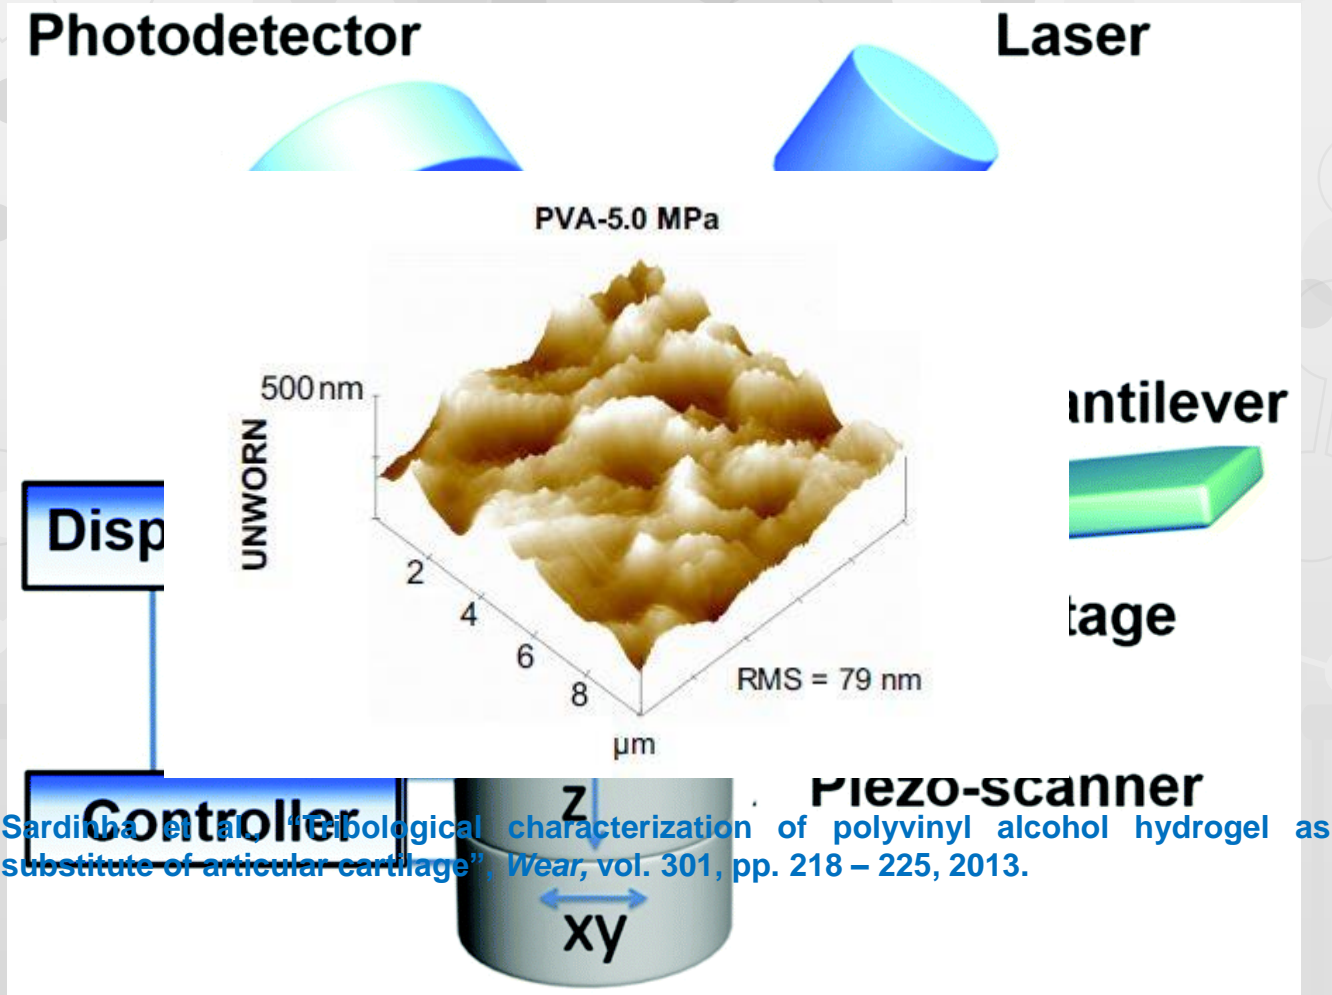 Photodetector
Laser
PVA-5.0 MPa
500 nm
UNWORN
antilever
Disp
tage
2
4
6
8
RMS = 79 nm
µm
Piezo-scanner
Controller
z
Sardinha et al., “Tribological characterization of polyvinyl alcohol hydrogel as
substitute of articular cartilage”, Wear, vol. 301, pp. 218 – 225, 2013.
xy